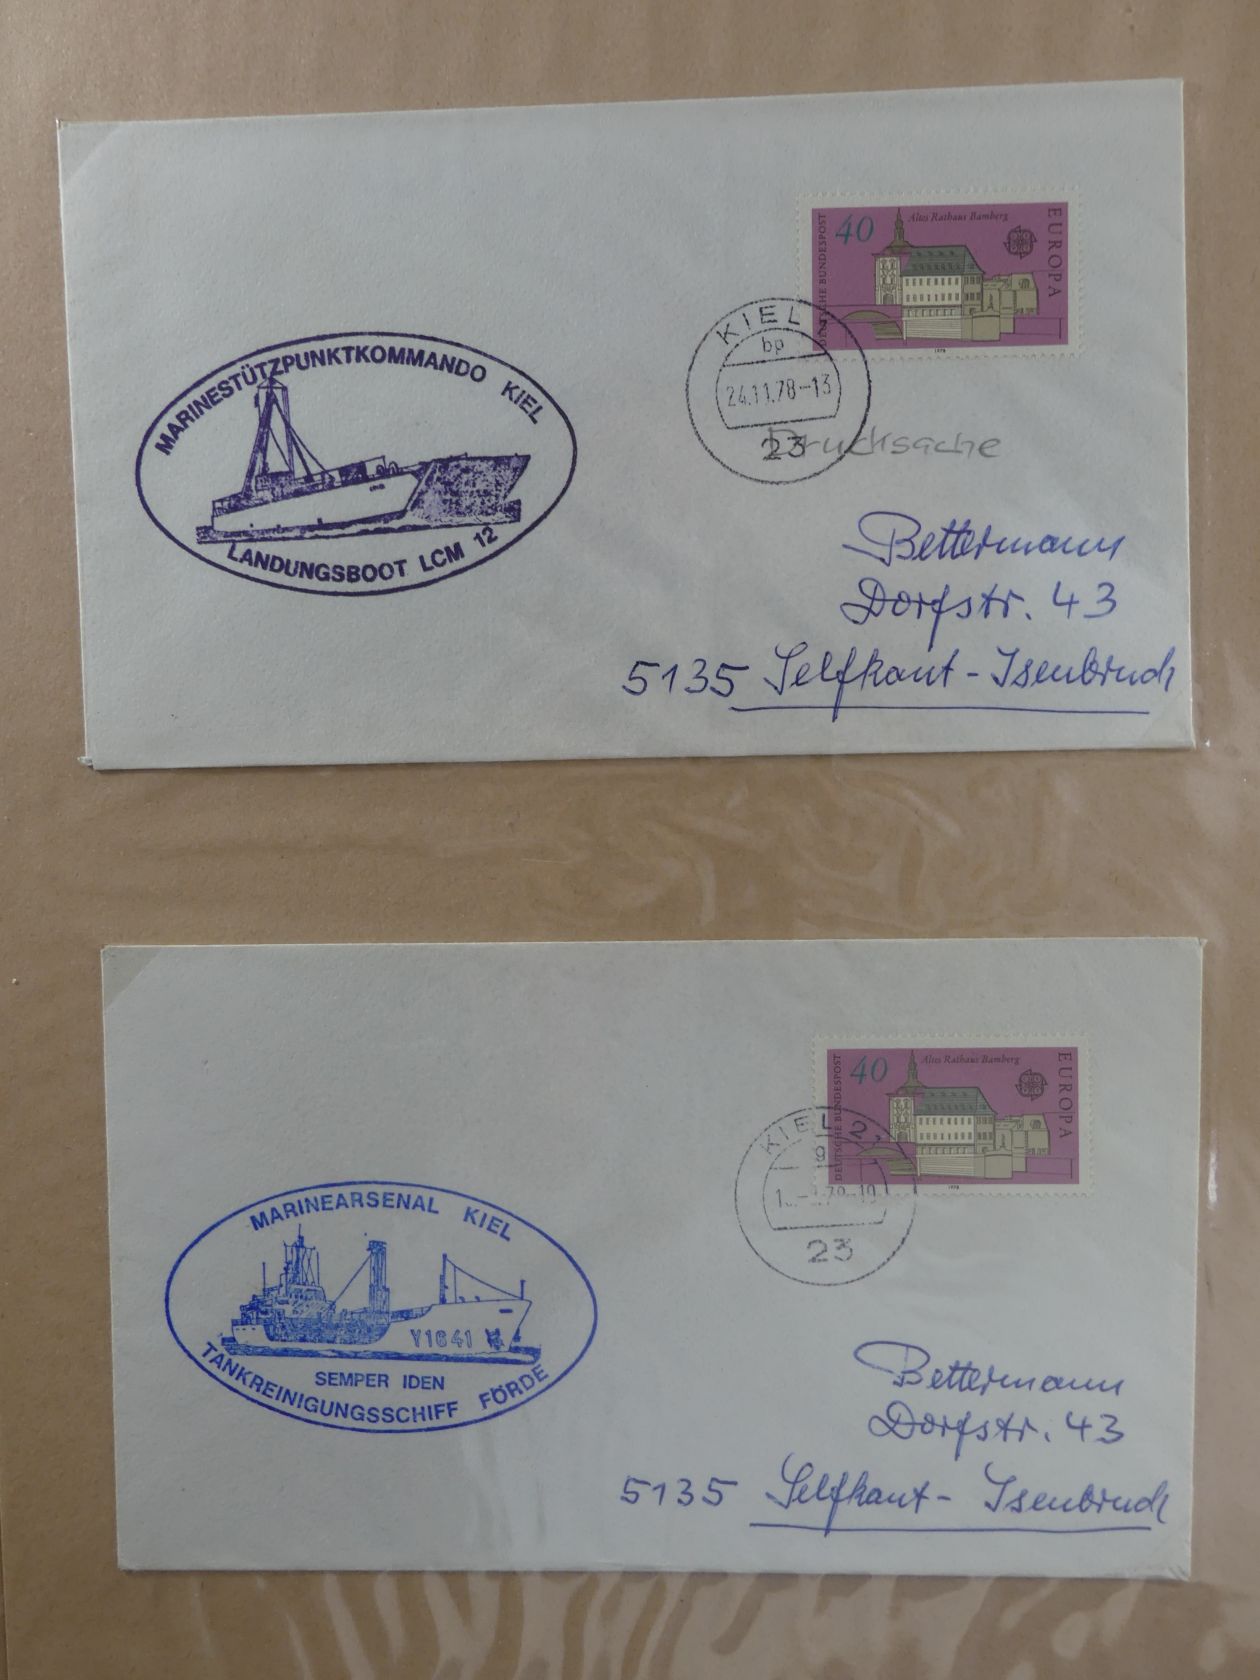 DEUTSCHE BUNDESPOST
40
Altes Rathaus Bamberg
EUROPA
1978
KIEL
bp
24.11.78-13
23
Drucksache
MARINESTÜTZPUNKTKOMMANDO KIEL
LANDUNGSBOOT LCM 12
Bettermann
Dorfstr. 43
5135 Selfkant-Isenbruch
DEUTSCHE BUNDESPOST
40
Altes Rathaus Bamberg
EUROPA
1978
KIEL
g
23
MARINEARSENAL KIEL
Y1641
SEMPER IDEN
TANKREINIGUNGSSCHIFF FÖRDE
Bettermann
Dorfstr. 43
5135 Selfkant-Isenbruch